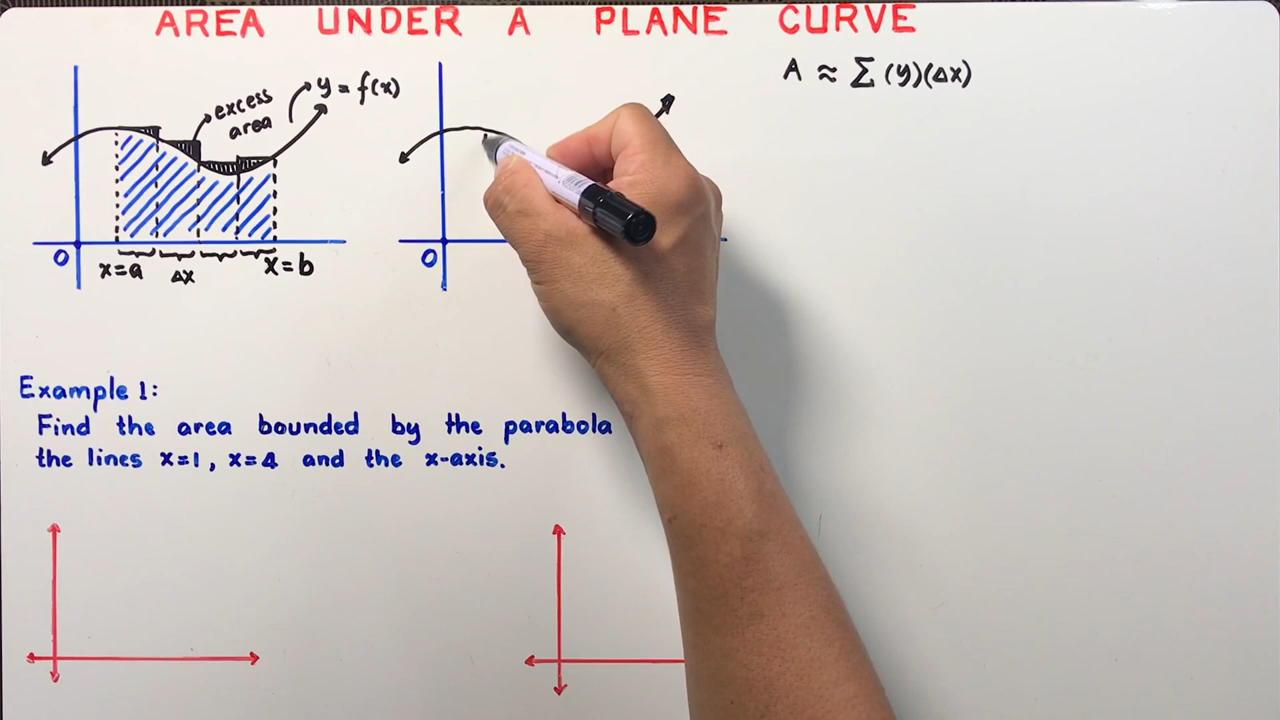 AREA UNDER A PLANE CURVE
A ≈ Σ (y)(Δx)
excess
area
y = f(x)
0
x=a
Δx
x=b
0
Example 1:
Find the area bounded by the parabola
the lines x=1, x=4 and the x-axis.